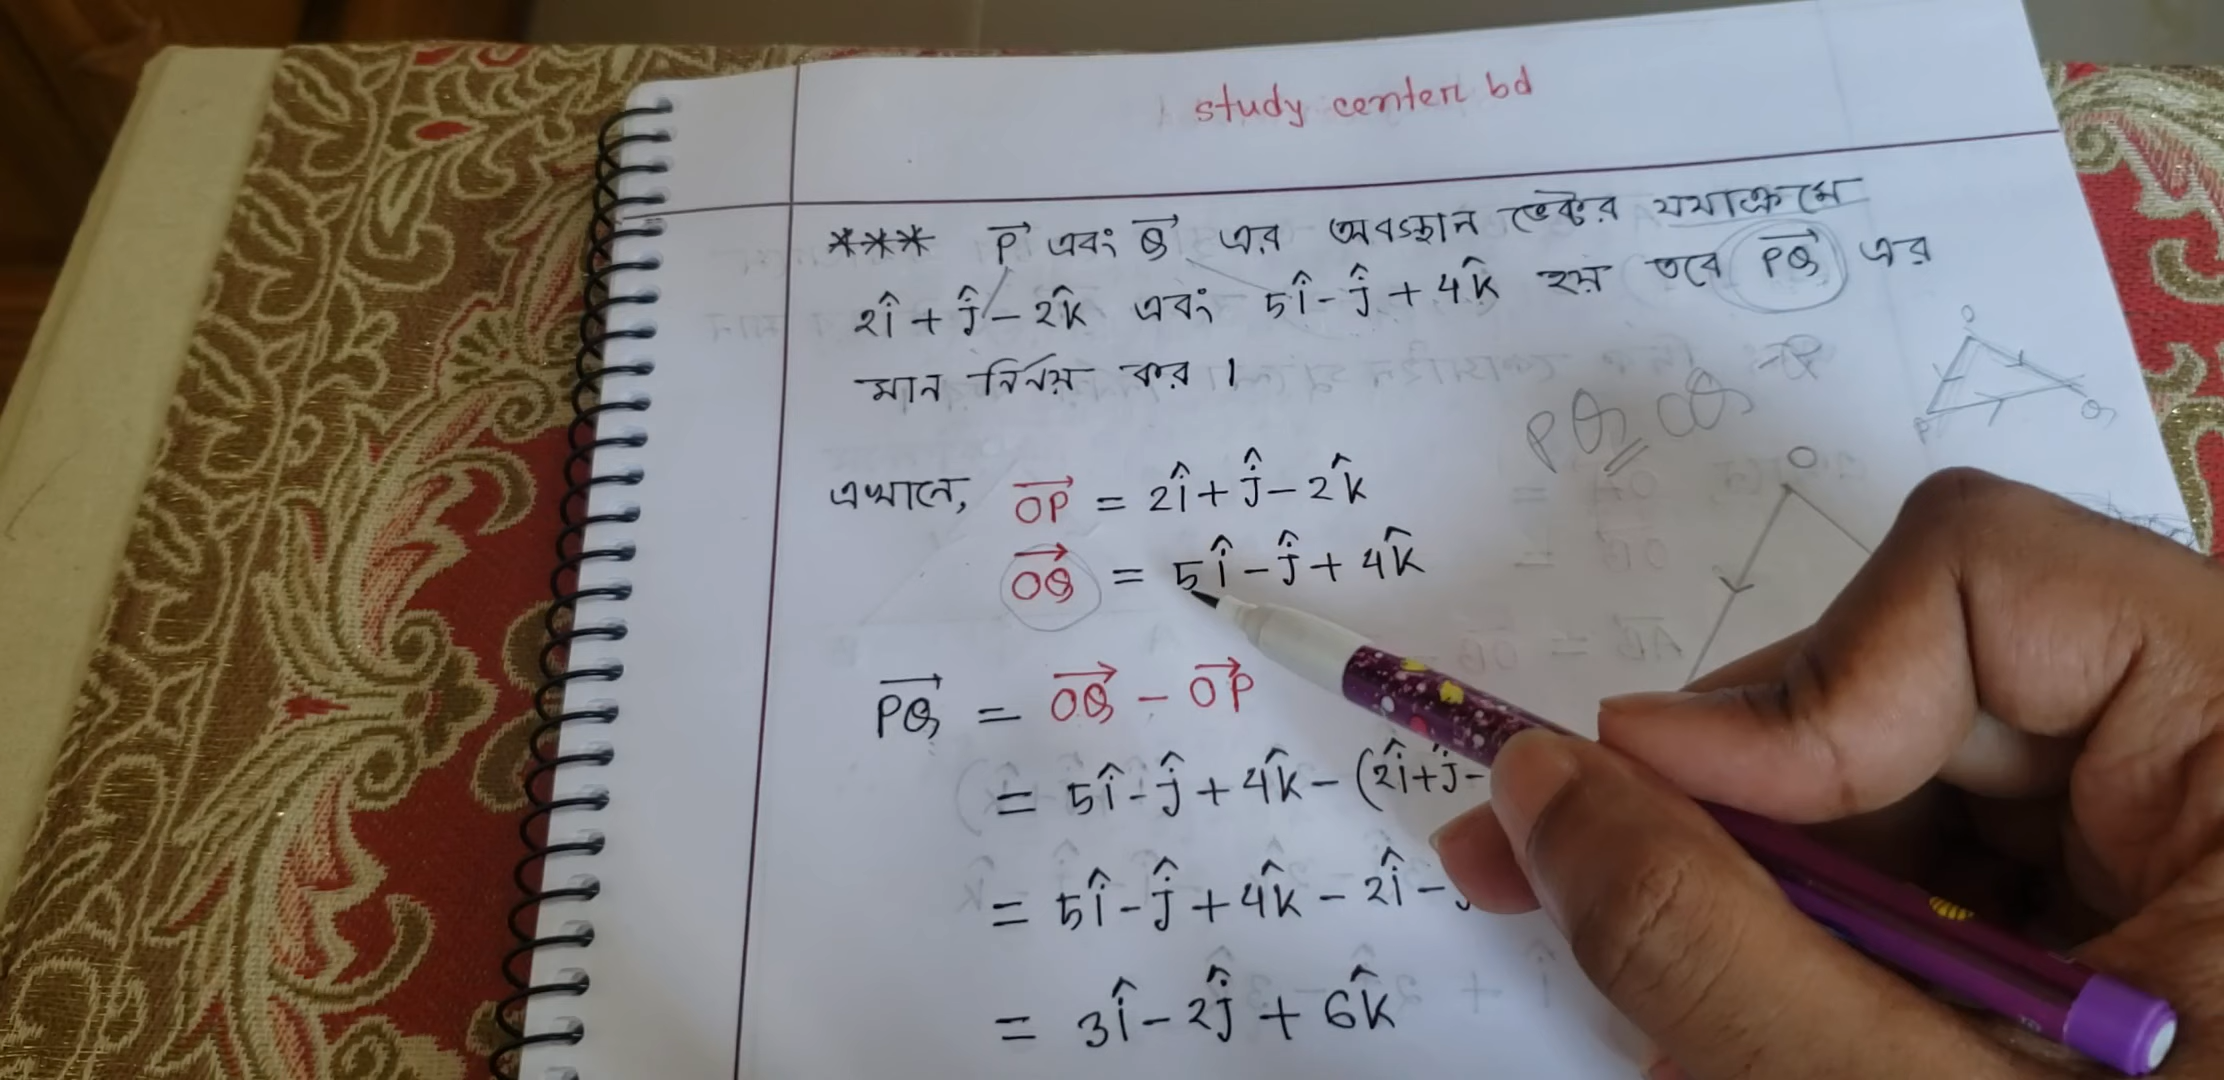 study center bd
*** P⃗ এবং Q⃗ এর অবস্থান ভেক্টর যথাক্রমে
2î + ĵ - 2k̂ এবং 5î - ĵ + 4k̂ হয় তবে PQ⃗ এর
মান নির্নয় কর ।
O
P
Q
PQ = OQ - P
O
এখানে, OP⃗ = 2î + ĵ - 2k̂
OQ⃗ = 5î - ĵ + 4k̂
PQ⃗ = OQ⃗ - OP⃗
= 5î - ĵ + 4k̂ - (2î + ĵ -
= 5î - ĵ + 4k̂ - 2î -
= 3î - 2ĵ + 6k̂